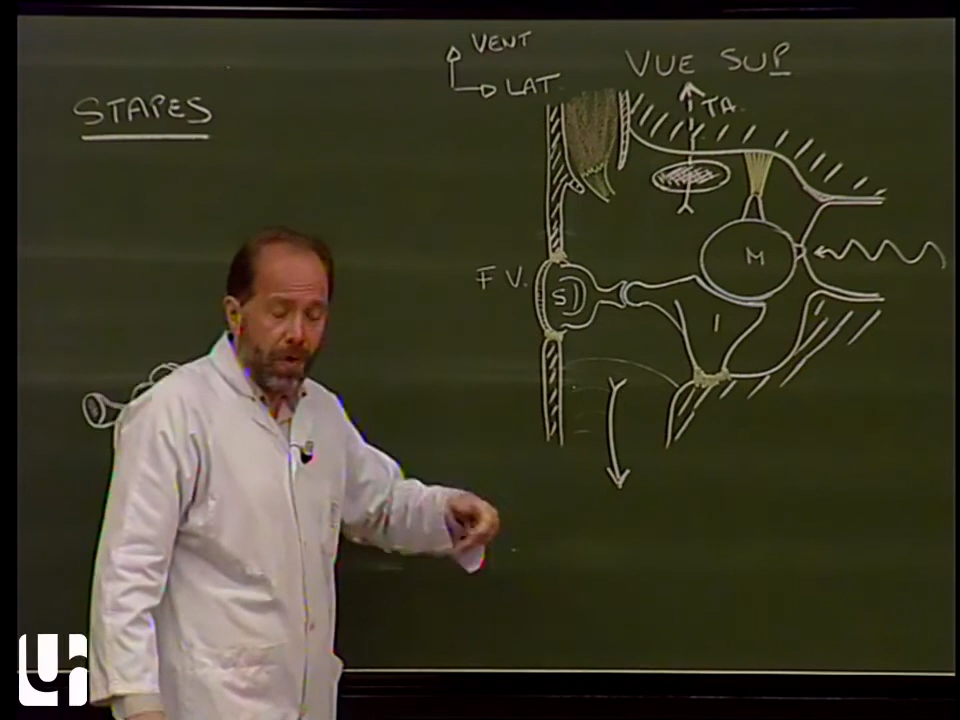 VENT
LAT.
VUE SUP
STAPES
TA.
M
F V.
S
I